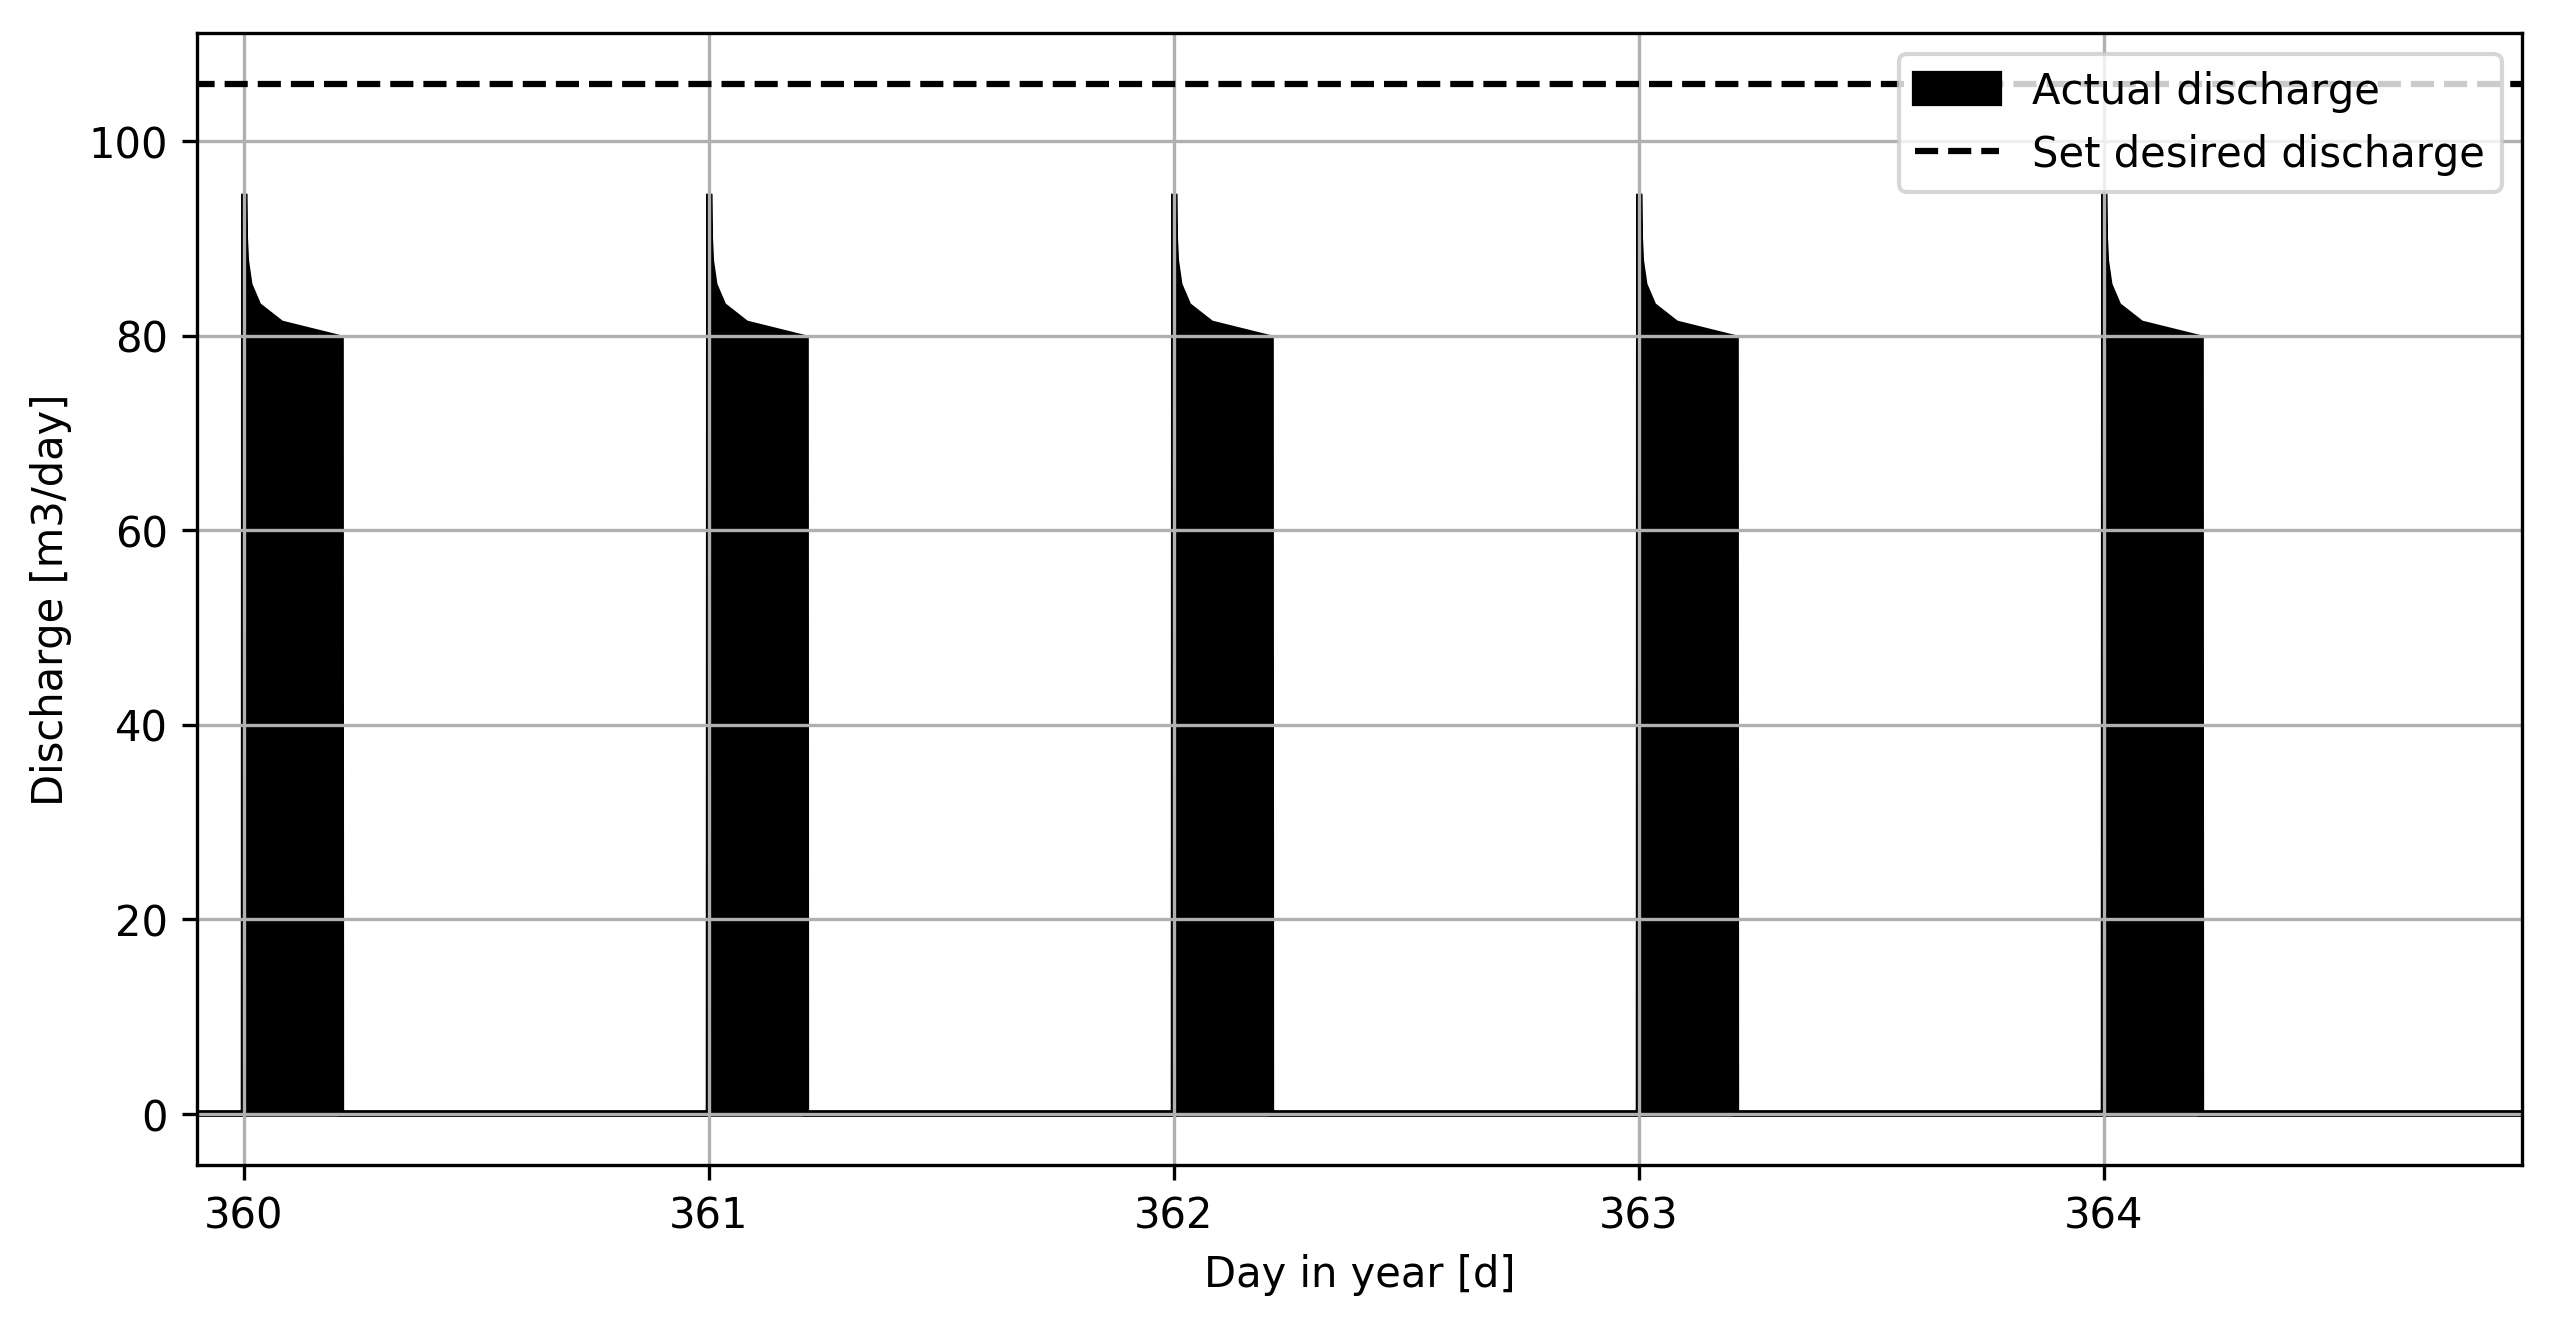 Actual discharge
Set desired discharge
100
80
60
40
20
0
Discharge [m3/day]
360 361 362 363 364
Day in year [d]